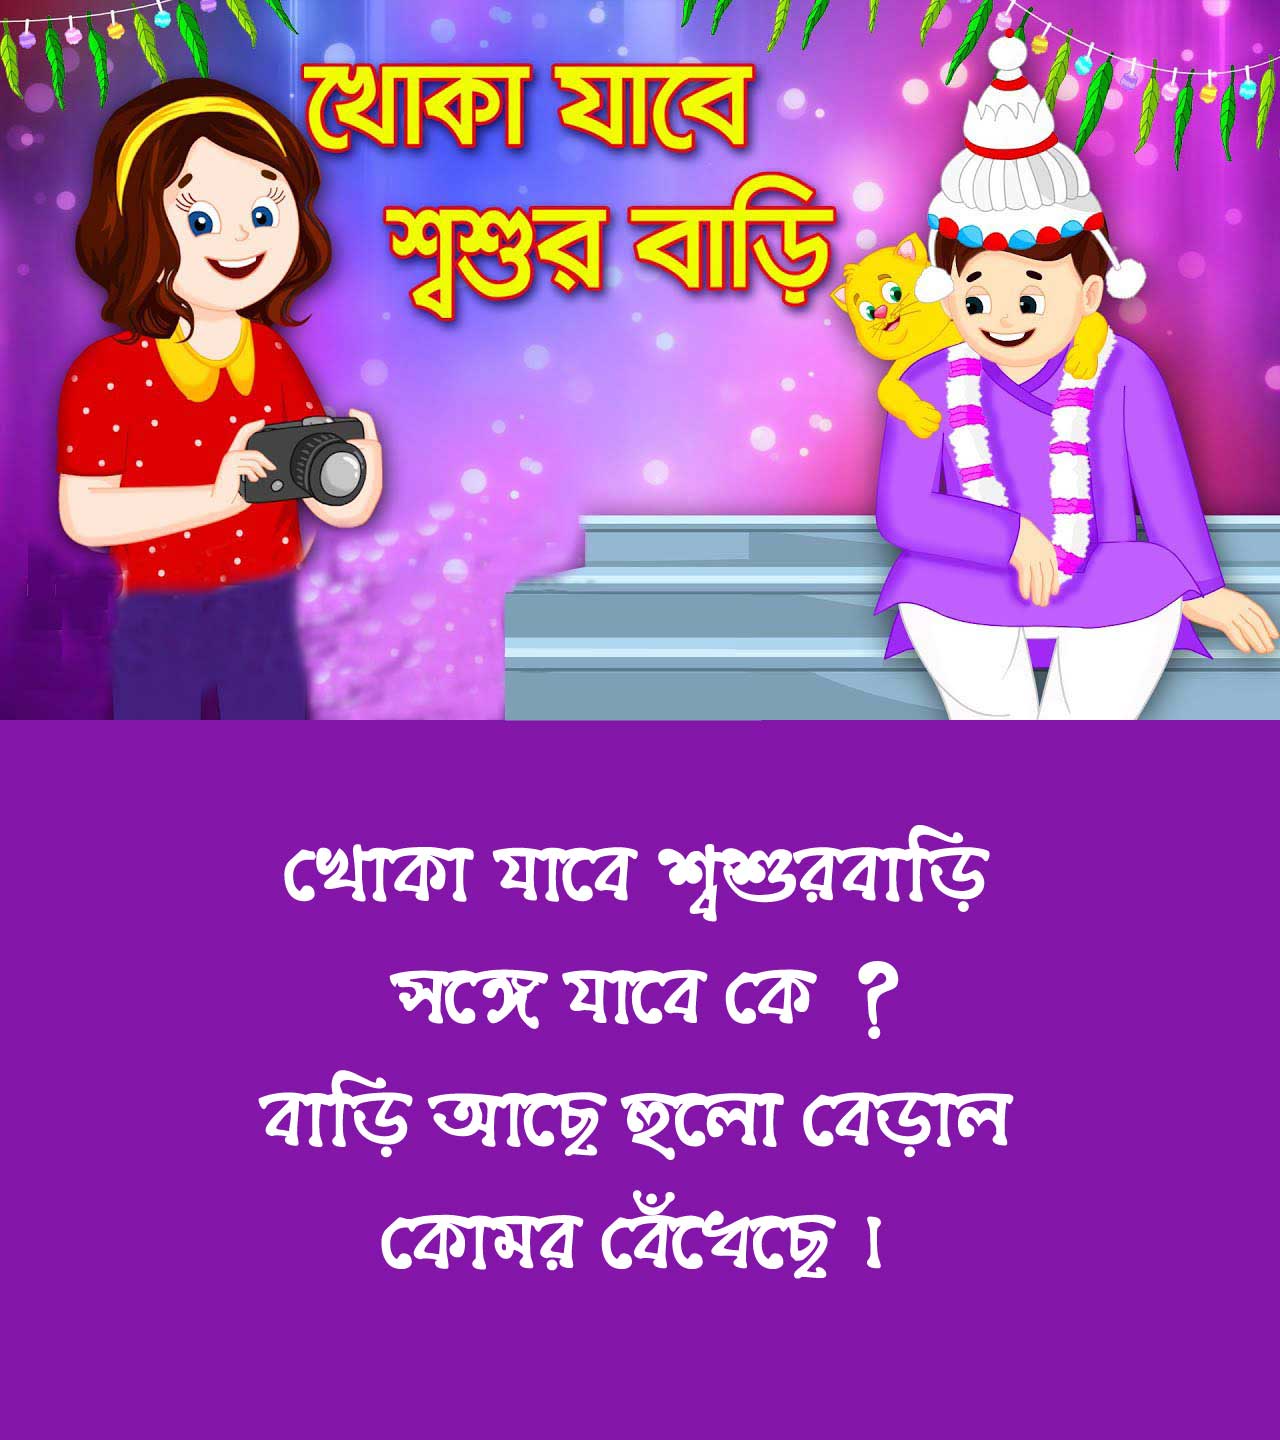 খোকা যাবে
শ্বশুর বাড়ি
খোকা যাবে শ্বশুরবাড়ি
সঙ্গে যাবে কে ?
বাড়ি আছে হুলো বেড়াল
কোমর বেঁধেছে ।